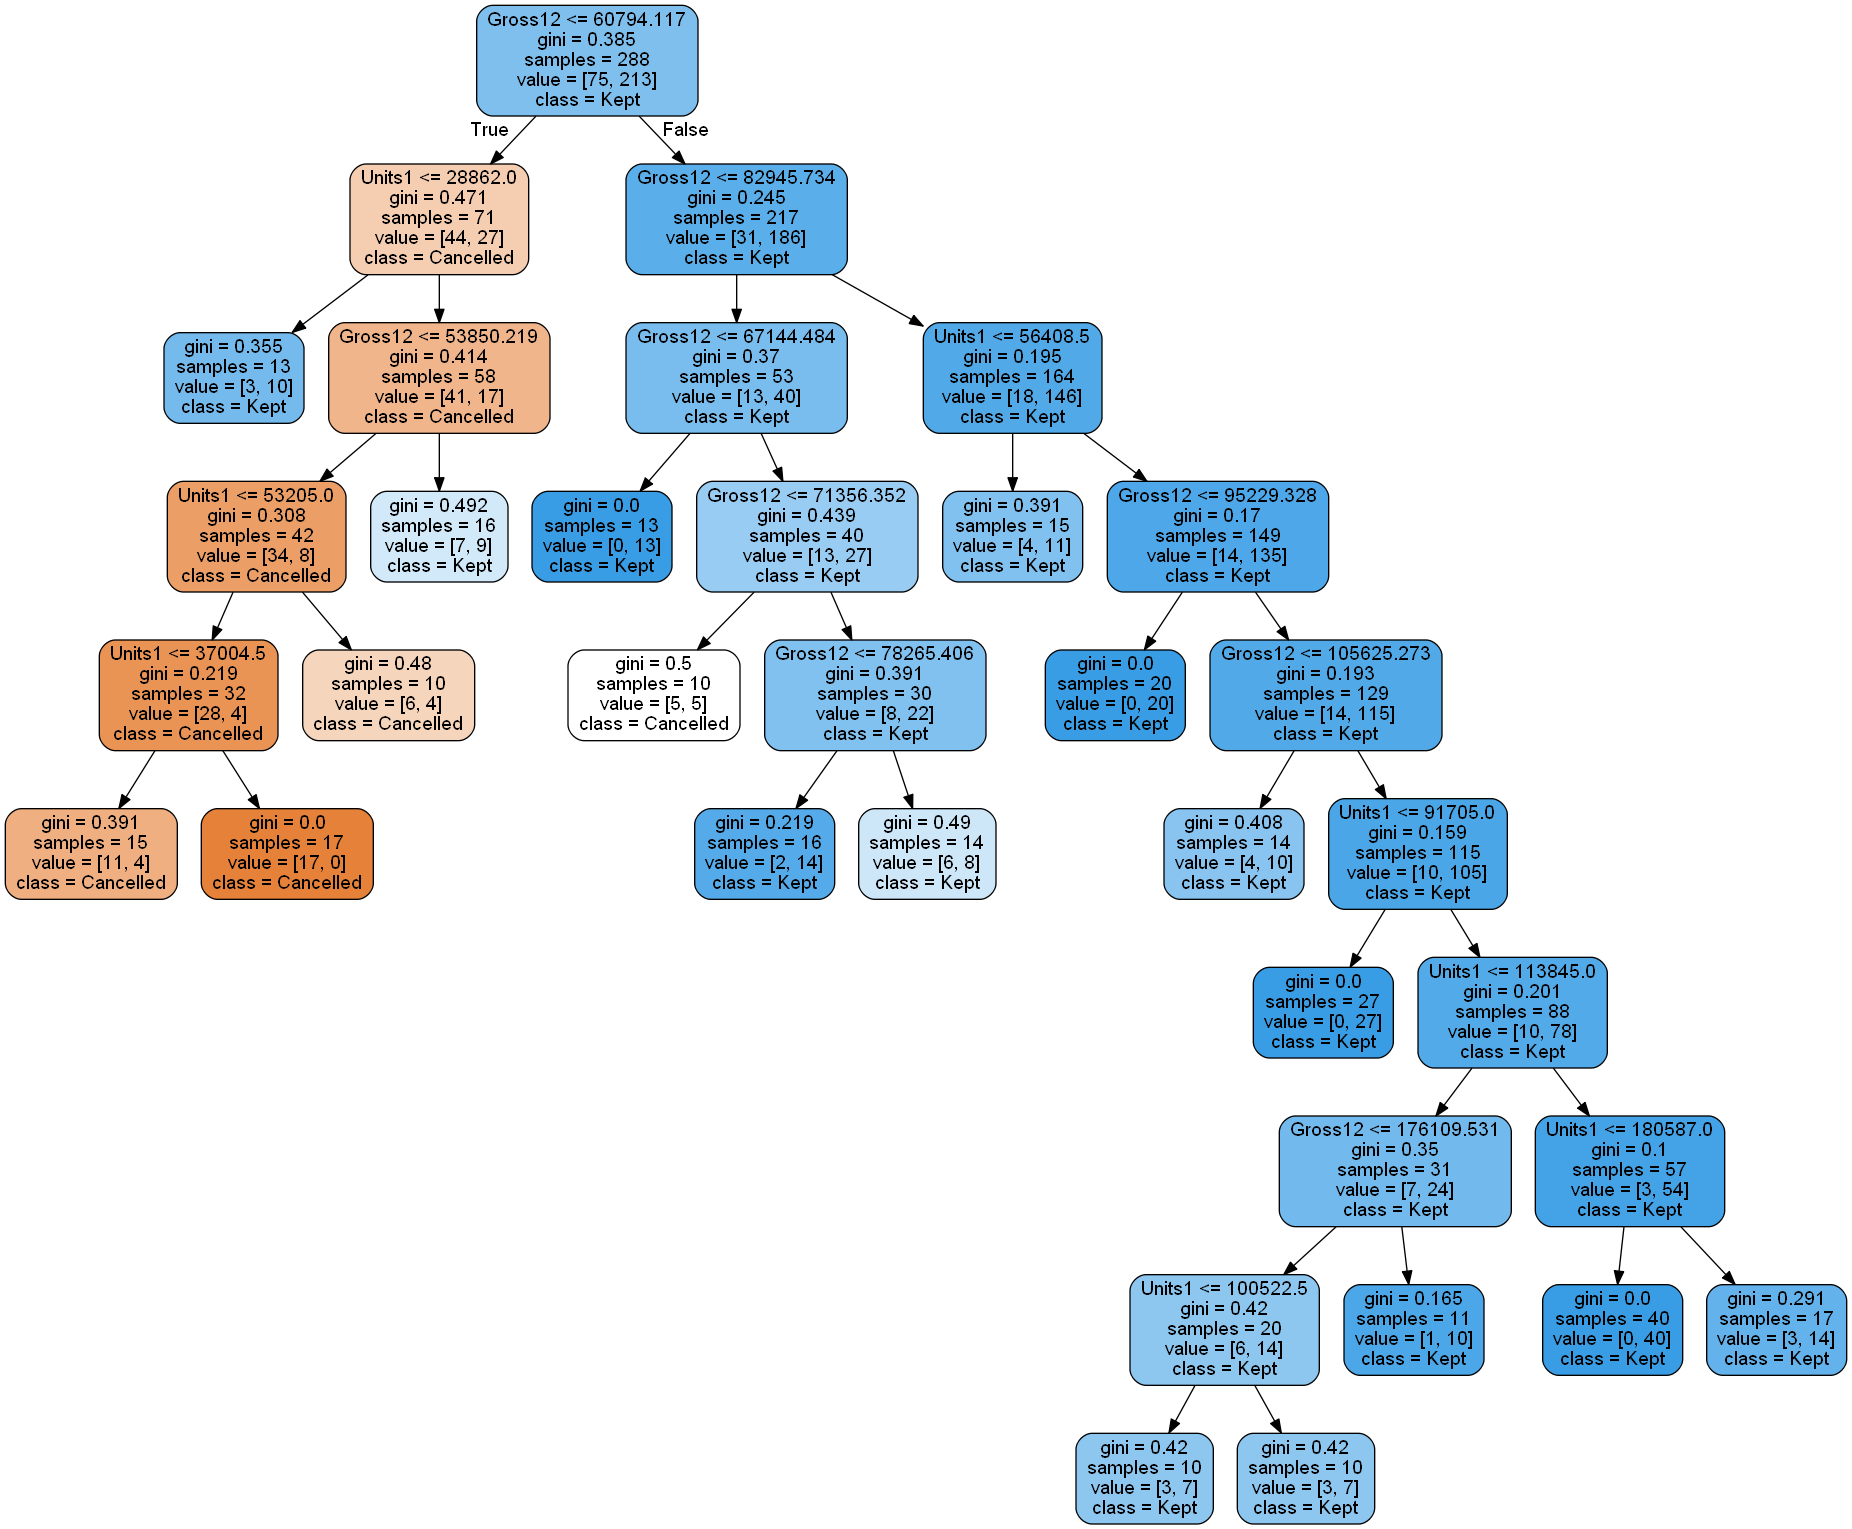 Gross12 <= 60794.117
gini = 0.385
samples = 288
value = [75, 213]
class = Kept
True
False
Units1 <= 28862.0
gini = 0.471
samples = 71
value = [44, 27]
class = Cancelled
Gross12 <= 82945.734
gini = 0.245
samples = 217
value = [31, 186]
class = Kept
gini = 0.355
samples = 13
value = [3, 10]
class = Kept
Gross12 <= 53850.219
gini = 0.414
samples = 58
value = [41, 17]
class = Cancelled
Gross12 <= 67144.484
gini = 0.37
samples = 53
value = [13, 40]
class = Kept
Units1 <= 56408.5
gini = 0.195
samples = 164
value = [18, 146]
class = Kept
Units1 <= 53205.0
gini = 0.308
samples = 42
value = [34, 8]
class = Cancelled
gini = 0.492
samples = 16
value = [7, 9]
class = Kept
gini = 0.0
samples = 13
value = [0, 13]
class = Kept
Gross12 <= 71356.352
gini = 0.439
samples = 40
value = [13, 27]
class = Kept
gini = 0.391
samples = 15
value = [4, 11]
class = Kept
Gross12 <= 95229.328
gini = 0.17
samples = 149
value = [14, 135]
class = Kept
Units1 <= 37004.5
gini = 0.219
samples = 32
value = [28, 4]
class = Cancelled
gini = 0.48
samples = 10
value = [6, 4]
class = Cancelled
gini = 0.5
samples = 10
value = [5, 5]
class = Cancelled
Gross12 <= 78265.406
gini = 0.391
samples = 30
value = [8, 22]
class = Kept
gini = 0.0
samples = 20
value = [0, 20]
class = Kept
Gross12 <= 105625.273
gini = 0.193
samples = 129
value = [14, 115]
class = Kept
gini = 0.391
samples = 15
value = [11, 4]
class = Cancelled
gini = 0.0
samples = 17
value = [17, 0]
class = Cancelled
gini = 0.219
samples = 16
value = [2, 14]
class = Kept
gini = 0.49
samples = 14
value = [6, 8]
class = Kept
gini = 0.408
samples = 14
value = [4, 10]
class = Kept
Units1 <= 91705.0
gini = 0.159
samples = 115
value = [10, 105]
class = Kept
gini = 0.0
samples = 27
value = [0, 27]
class = Kept
Units1 <= 113845.0
gini = 0.201
samples = 88
value = [10, 78]
class = Kept
Gross12 <= 176109.531
gini = 0.35
samples = 31
value = [7, 24]
class = Kept
Units1 <= 180587.0
gini = 0.1
samples = 57
value = [3, 54]
class = Kept
Units1 <= 100522.5
gini = 0.42
samples = 20
value = [6, 14]
class = Kept
gini = 0.165
samples = 11
value = [1, 10]
class = Kept
gini = 0.0
samples = 40
value = [0, 40]
class = Kept
gini = 0.291
samples = 17
value = [3, 14]
class = Kept
gini = 0.42
samples = 10
value = [3, 7]
class = Kept
gini = 0.42
samples = 10
value = [3, 7]
class = Kept